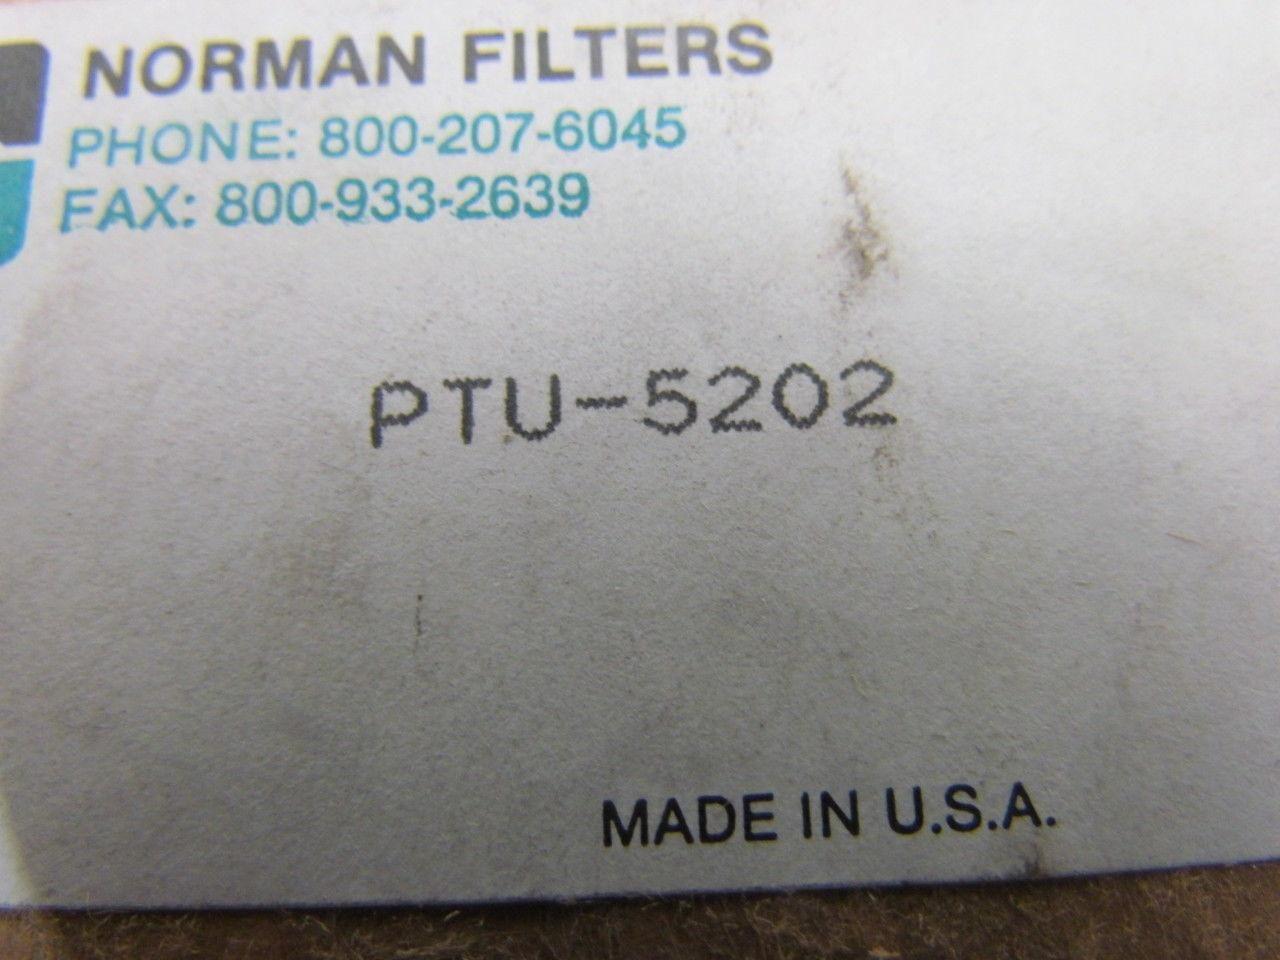 NORMAN FILTERS
PHONE: 800-207-6045
FAX: 800-933-2639
PTU-5202
MADE IN U.S.A.